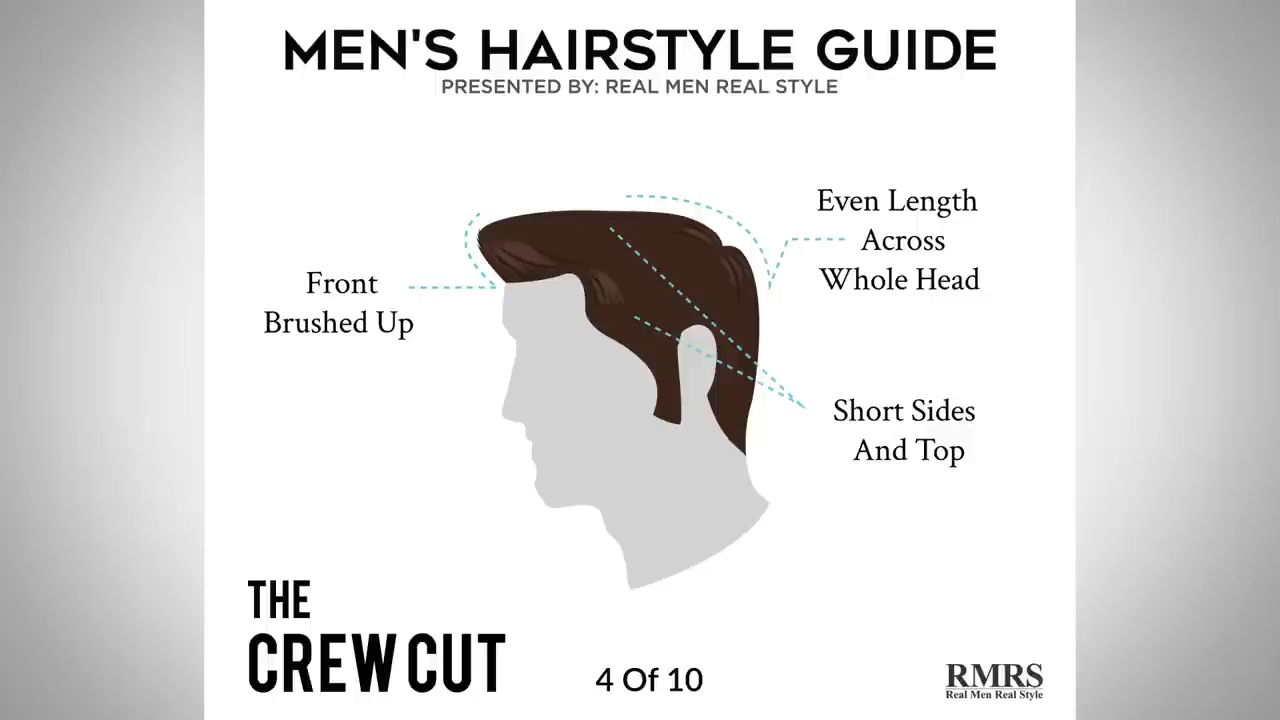 MEN'S HAIRSTYLE GUIDE
PRESENTED BY: REAL MEN REAL STYLE
Even Length
Across
Whole Head
Front
Brushed Up
Short Sides
And Top
THE
CREW CUT
4 Of 10
RMRS
Real Men Real Style